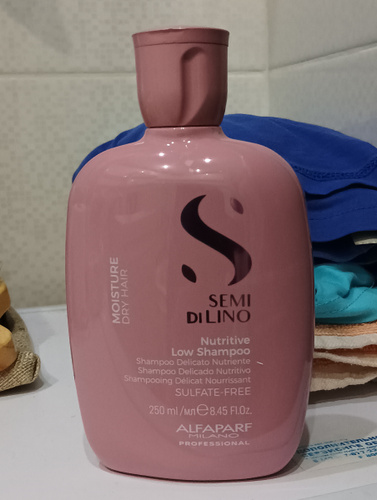 MOISTURE
DRY HAIR
SEMI
DI LINO
Nutritive
Low Shampoo
Shampoo Delicato Nutriente
Shampoo Delicado Nutritivo
Shampooing Délicat Nourrissant
SULFATE-FREE
250 ml/мл ℮ 8.45 Fl.Oz.
ALFAPARF
MILANO
PROFESSIONAL